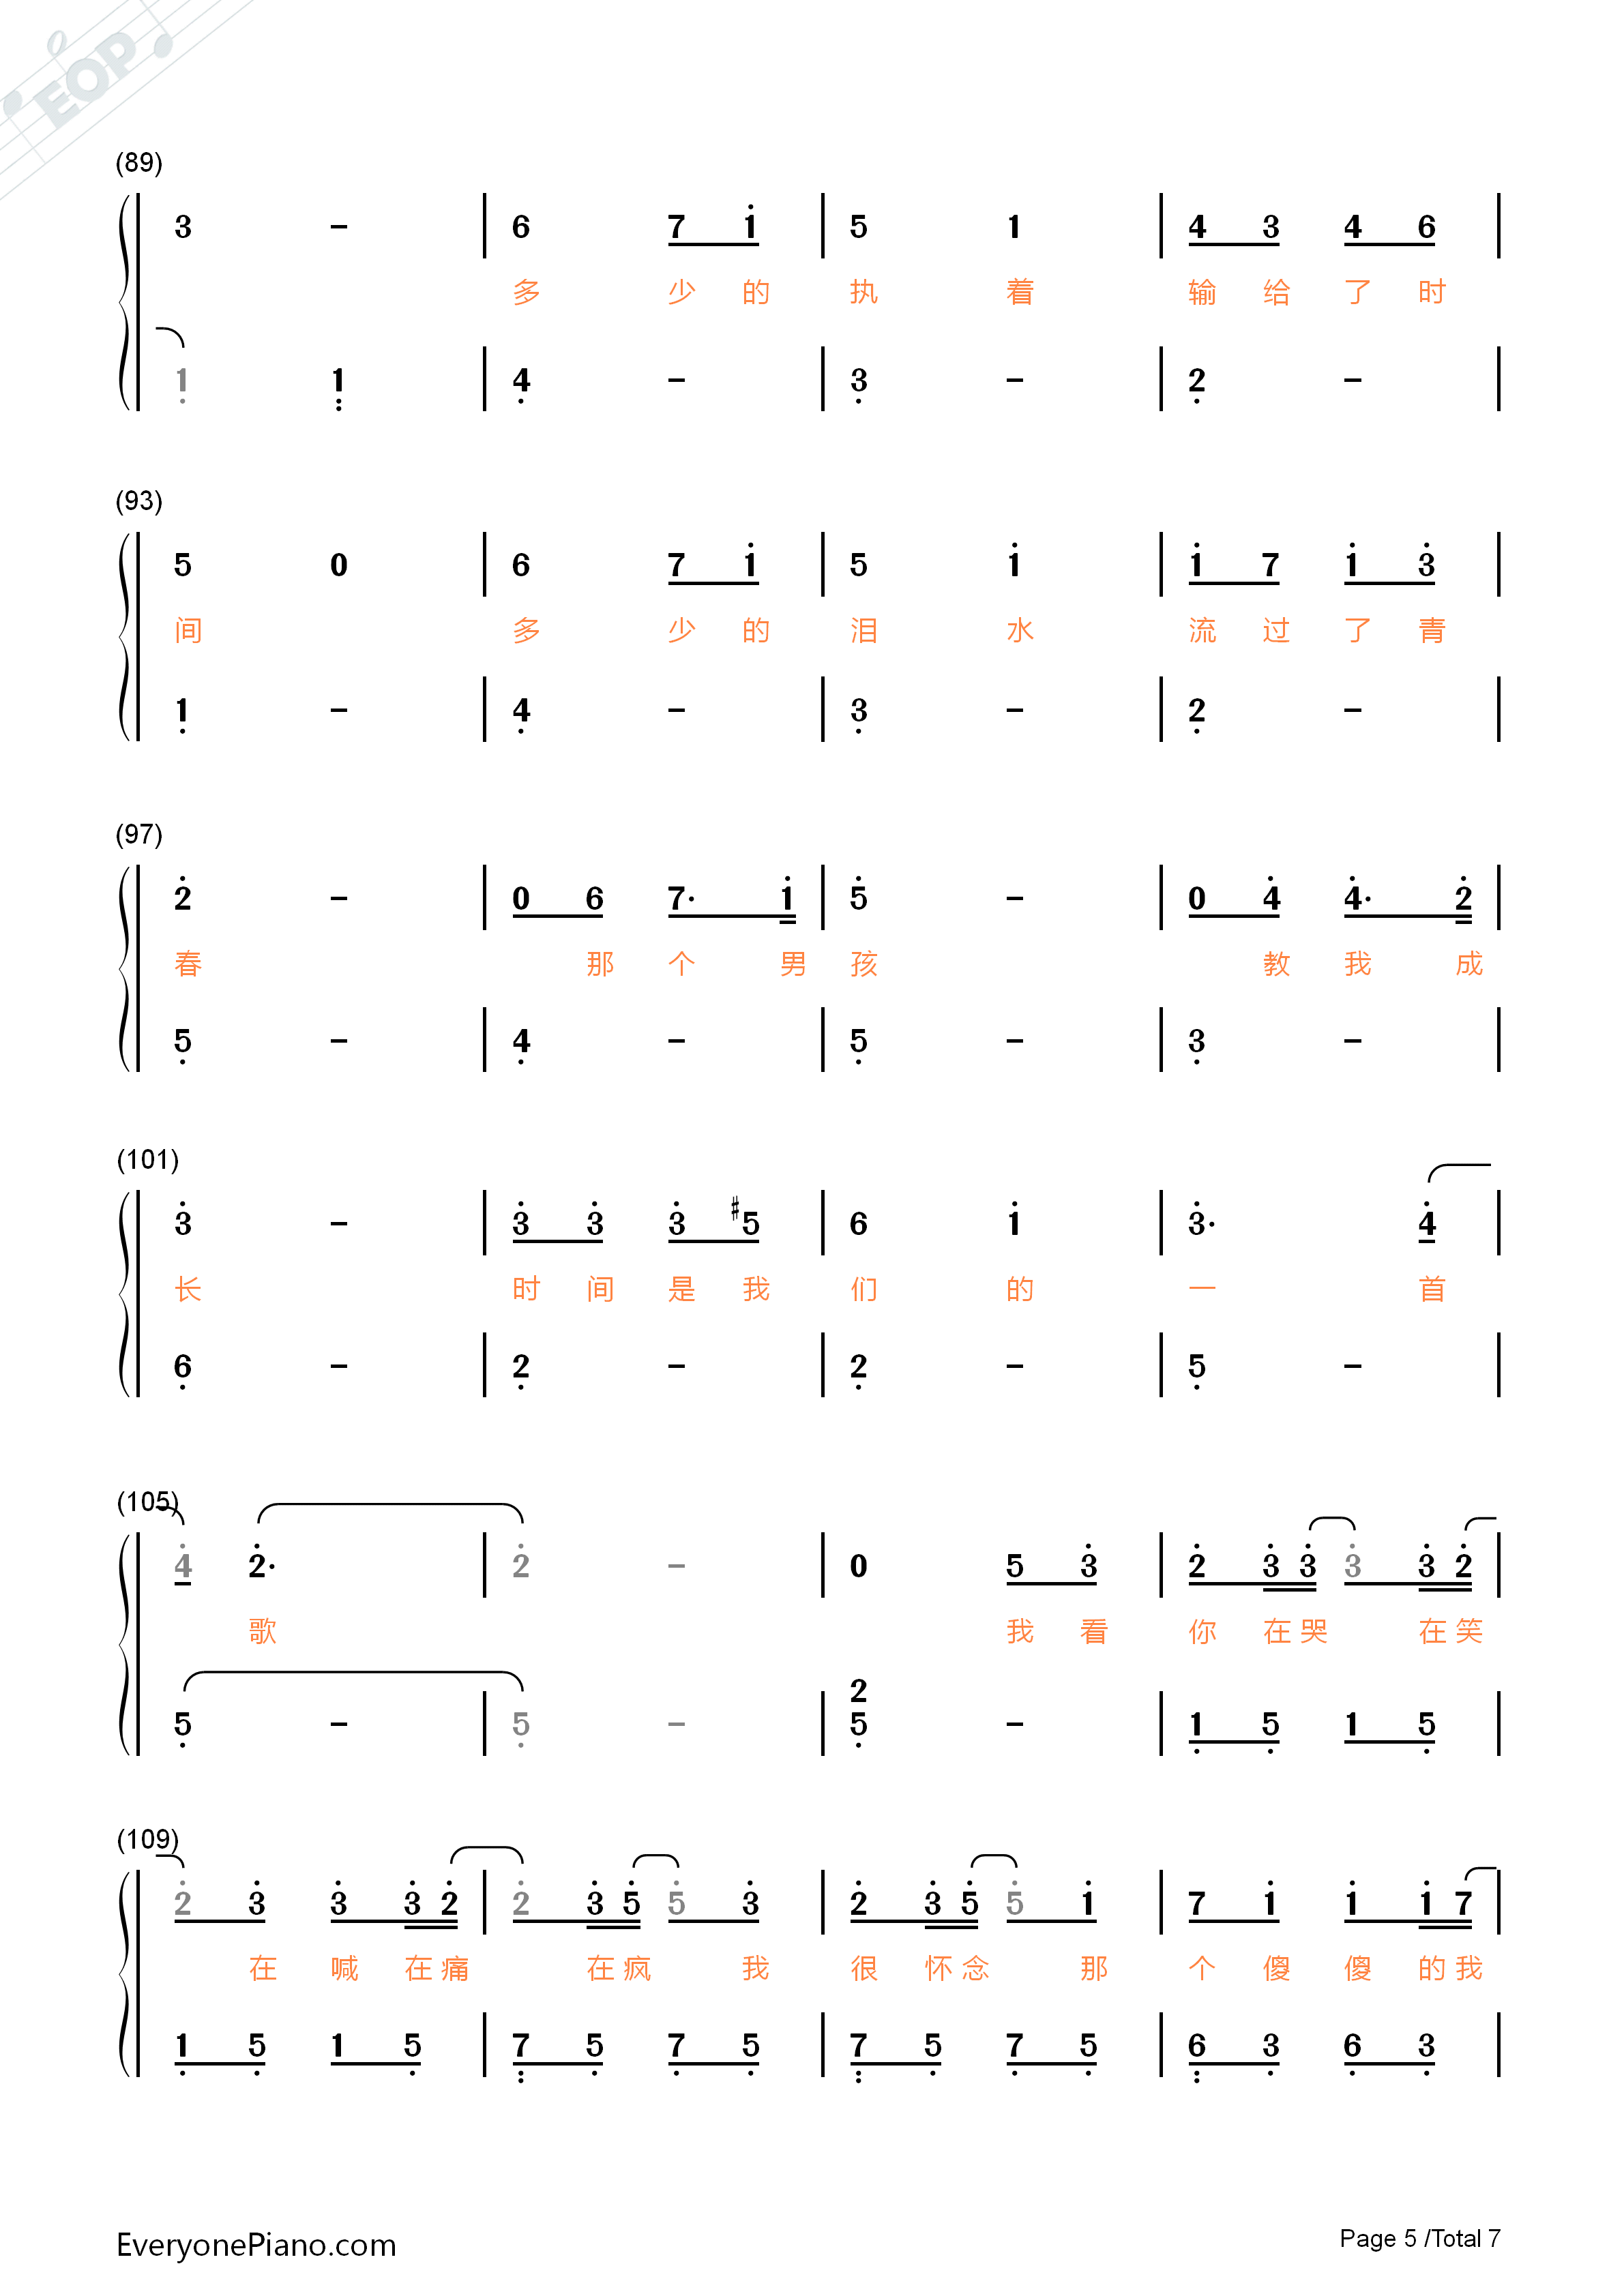 EOP
(89)
3 – 6 7 1 5 1 4 3 4 6
多 少 的 执 着 输 给 了 时
1 1 4 – 3 – 2 –
(93)
5 0 6 7 1 5 1 1 7 1 3
间 多 少 的 泪 水 流 过 了 青
1 – 4 – 3 – 2 –
(97)
2 – 0 6 7· 1 5 – 0 4 4· 2
春 那 个 男 孩 教 我 成
5 – 4 – 5 – 3 –
(101)
3 – 3 3 3 #5 6 1 3· 4
长 时 间 是 我 们 的 一 首
6 – 2 – 2 – 5 –
(105)
4 2· 2 – 0 5 3 2 3 3 3 3 2
歌 我 看 你 在 哭 在 笑
2
5 – 5 – 5 – 1 5 1 5
(109)
2 3 3 3 2 2 3 5 5 3 2 3 5 5 1 7 1 1 1 7
在 喊 在 痛 在 疯 我 很 怀 念 那 个 傻 傻 的 我
1 5 1 5 7 5 7 5 7 5 7 5 6 3 6 3
EveryonePiano.com
Page 5 /Total 7